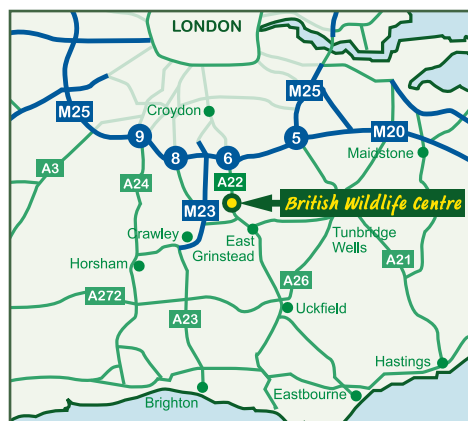 LONDON
M25
Croydon
M25
9
8
6
5
M20
A3
A24
A22
Maidstone
M23
British Wildlife Centre
Crawley
East
Grinstead
Tunbridge
Wells
Horsham
A21
A272
A26
A23
Uckfield
Hastings
Brighton
Eastbourne